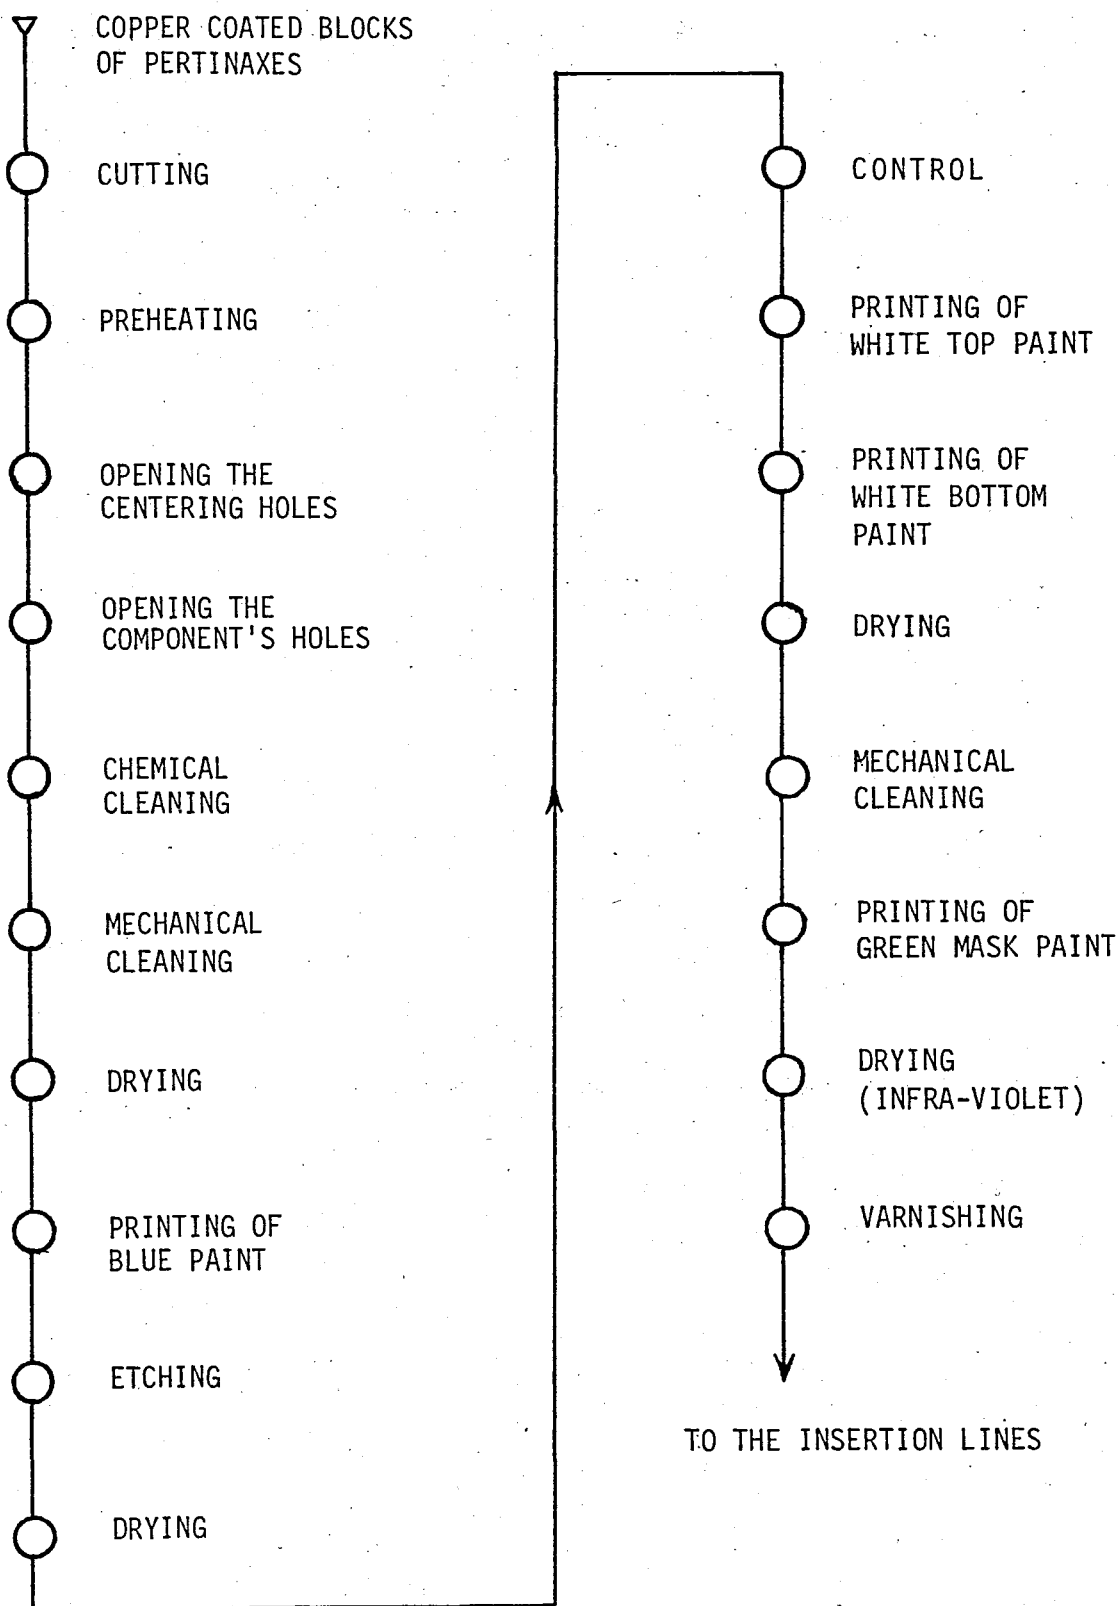 COPPER COATED BLOCKS
OF PERTINAXES
CUTTING
PREHEATING
OPENING THE
CENTERING HOLES
OPENING THE
COMPONENT'S HOLES
CHEMICAL
CLEANING
MECHANICAL
CLEANING
DRYING
PRINTING OF
BLUE PAINT
ETCHING
DRYING
CONTROL
PRINTING OF
WHITE TOP PAINT
PRINTING OF
WHITE BOTTOM
PAINT
DRYING
MECHANICAL
CLEANING
PRINTING OF
GREEN MASK PAINT
DRYING
(INFRA-VIOLET)
VARNISHING
TO THE INSERTION LINES